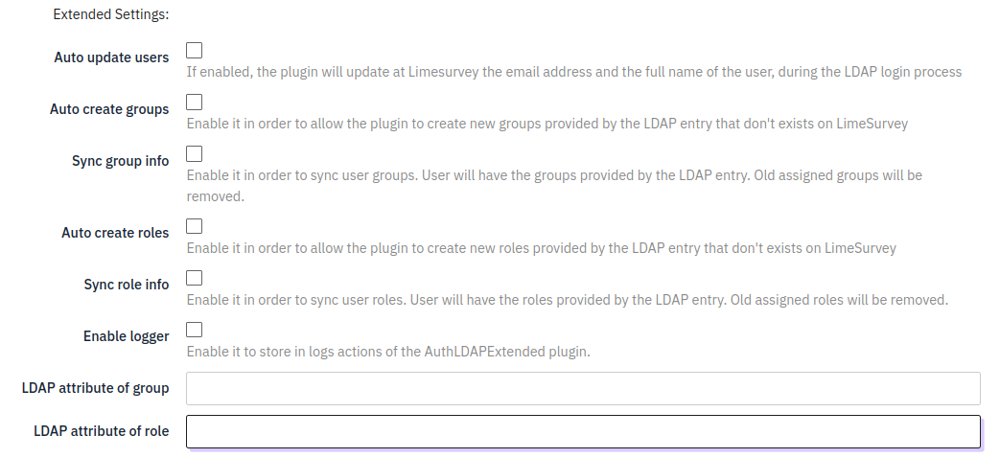 Extended Settings:
Auto update users
If enabled, the plugin will update at Limesurvey the email address and the full name of the user, during the LDAP login process
Auto create groups
Enable it in order to allow the plugin to create new groups provided by the LDAP entry that don't exists on LimeSurvey
Sync group info
Enable it in order to sync user groups. User will have the groups provided by the LDAP entry. Old assigned groups will be
removed.
Auto create roles
Enable it in order to allow the plugin to create new roles provided by the LDAP entry that don't exists on LimeSurvey
Sync role info
Enable it in order to sync user roles. User will have the roles provided by the LDAP entry. Old assigned roles will be removed.
Enable logger
Enable it to store in logs actions of the AuthLDAPExtended plugin.
LDAP attribute of group
LDAP attribute of role